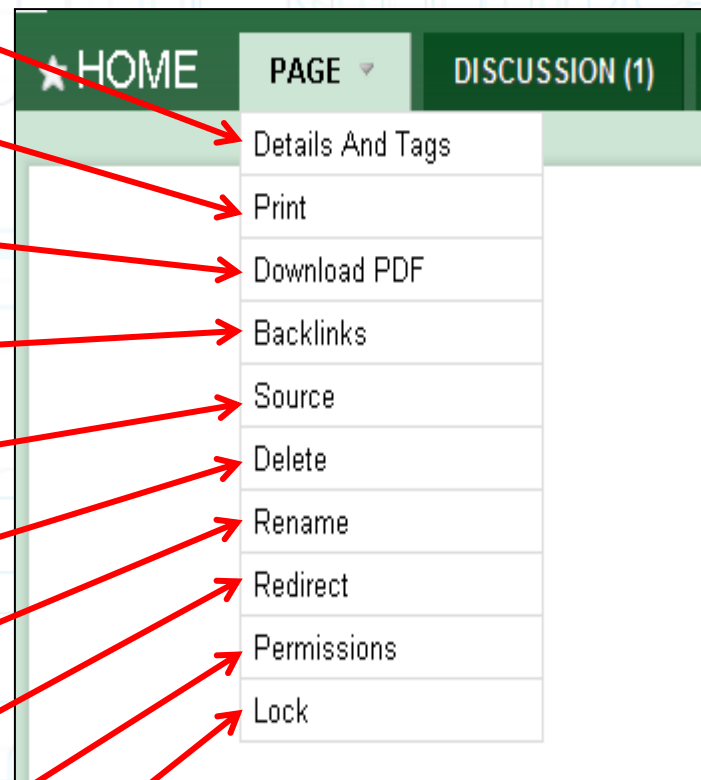 HOME PAGE DISCUSSION (1)
Details And Tags
Print
Download PDF
Backlinks
Source
Delete
Rename
Redirect
Permissions
Lock